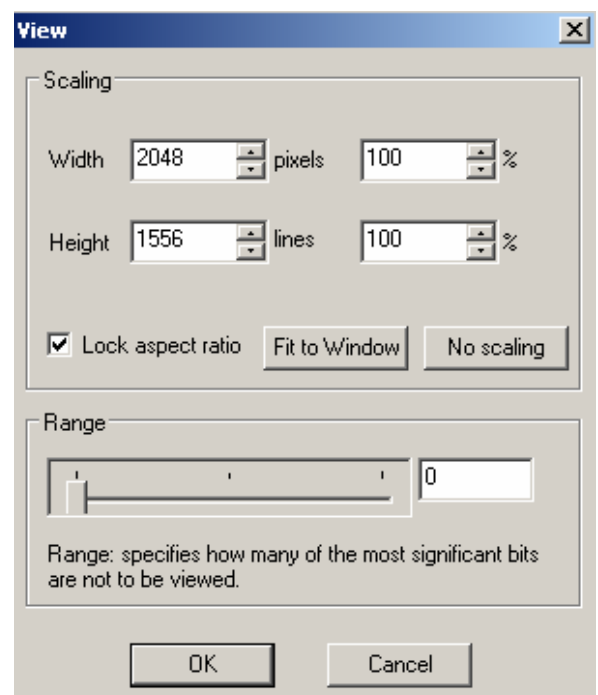 View
Scaling
Width 2048 pixels 100 %
Height 1556 lines 100 %
Lock aspect ratio Fit to Window No scaling
Range
0
Range: specifies how many of the most significant bits
are not to be viewed.
OK Cancel